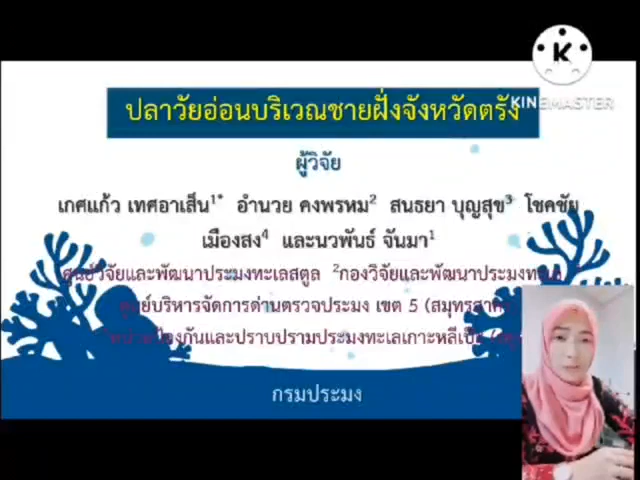 KINEMASTER
ปลาวัยอ่อนบริเวณชายฝั่งจังหวัดตรัง
ผู้วิจัย
เกศแก้ว เทศอาเส็น¹* อำนวย คงพรหม² สนธยา บุญสุข³ โชคชัย
เมืองสง⁴ และนวพันธ์ จันมา¹
ศูนย์วิจัยและพัฒนาประมงทะเลสตูล ²กองวิจัยและพัฒนาประมงทะเล
ศูนย์บริหารจัดการด่านตรวจประมง เขต 5 (สมุทรสาคร
ป้องกันและปราบปรามประมงทะเลเกาะหลีเป๊ะ
กรมประมง